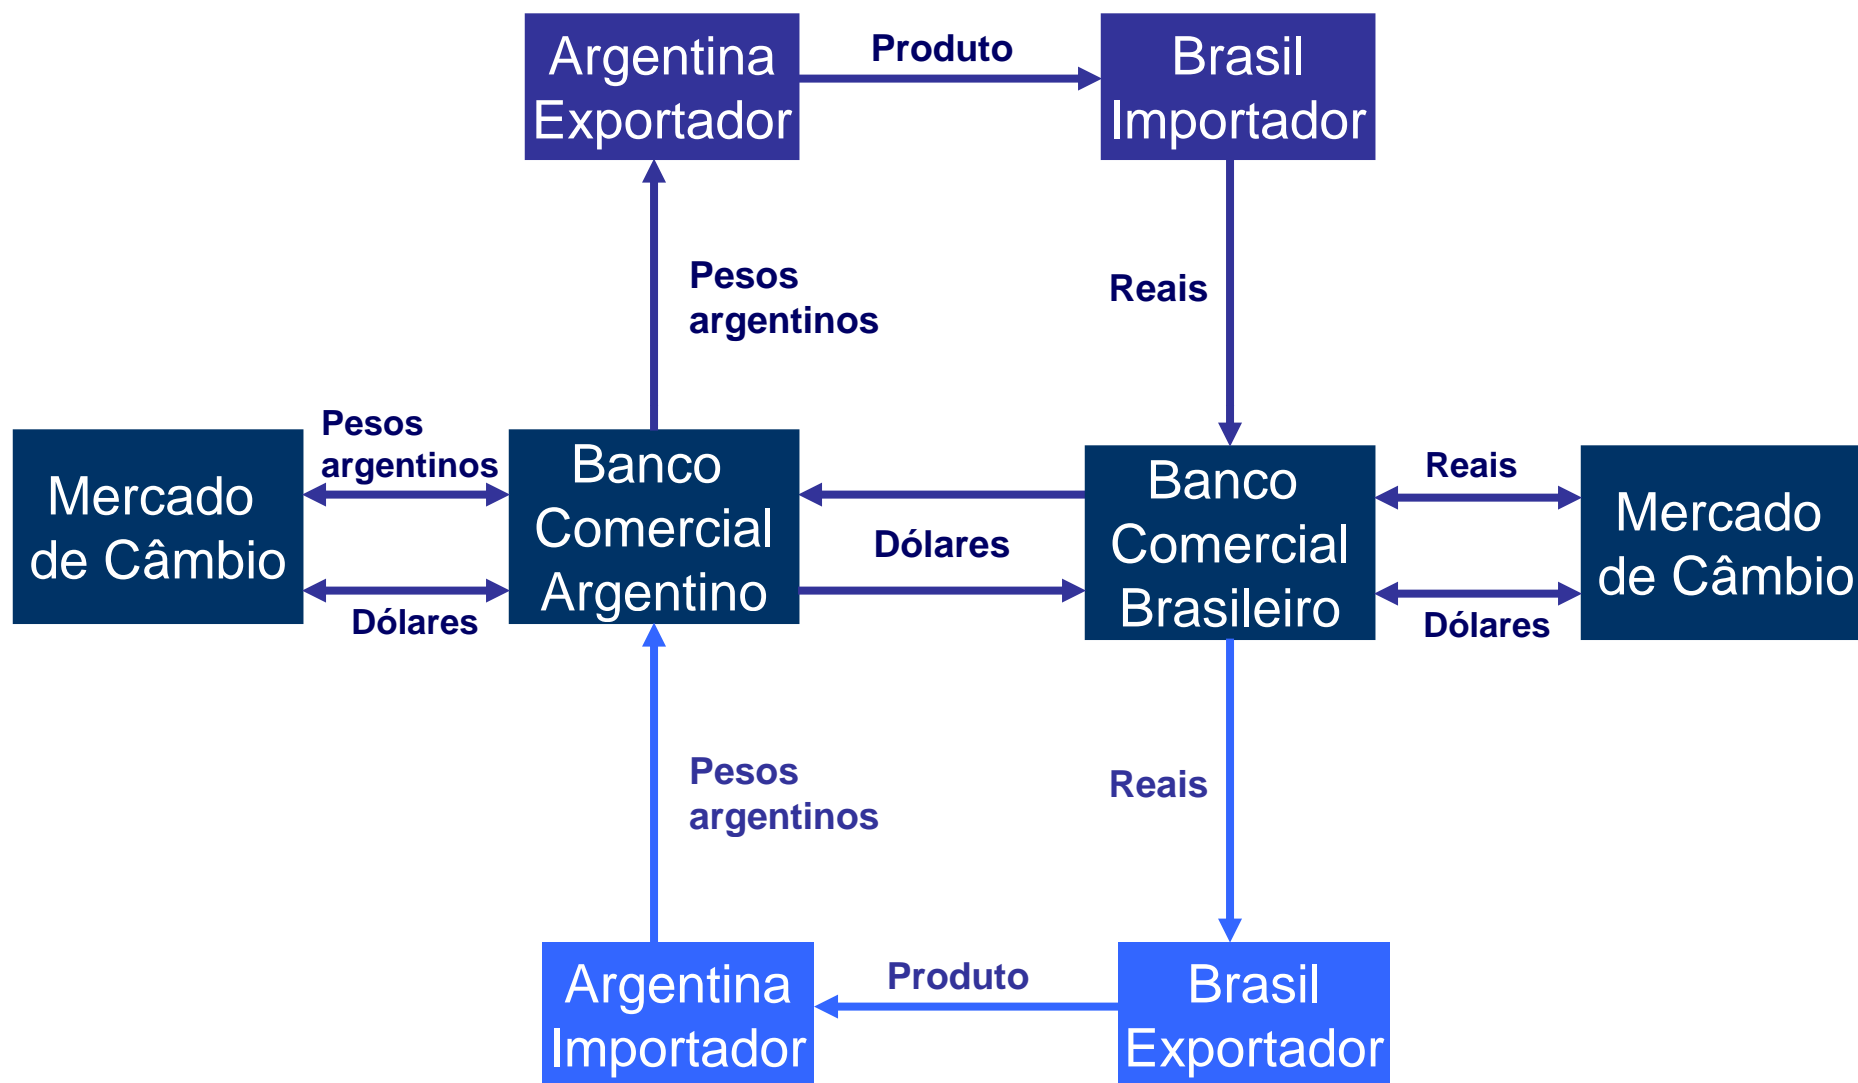 Argentina
Exportador
Produto
Brasil
Importador
Pesos
argentinos
Reais
Mercado
de Câmbio
Pesos
argentinos
Dólares
Banco
Comercial
Argentino
Dólares
Banco
Comercial
Brasileiro
Reais
Dólares
Mercado
de Câmbio
Pesos
argentinos
Reais
Argentina
Importador
Produto
Brasil
Exportador